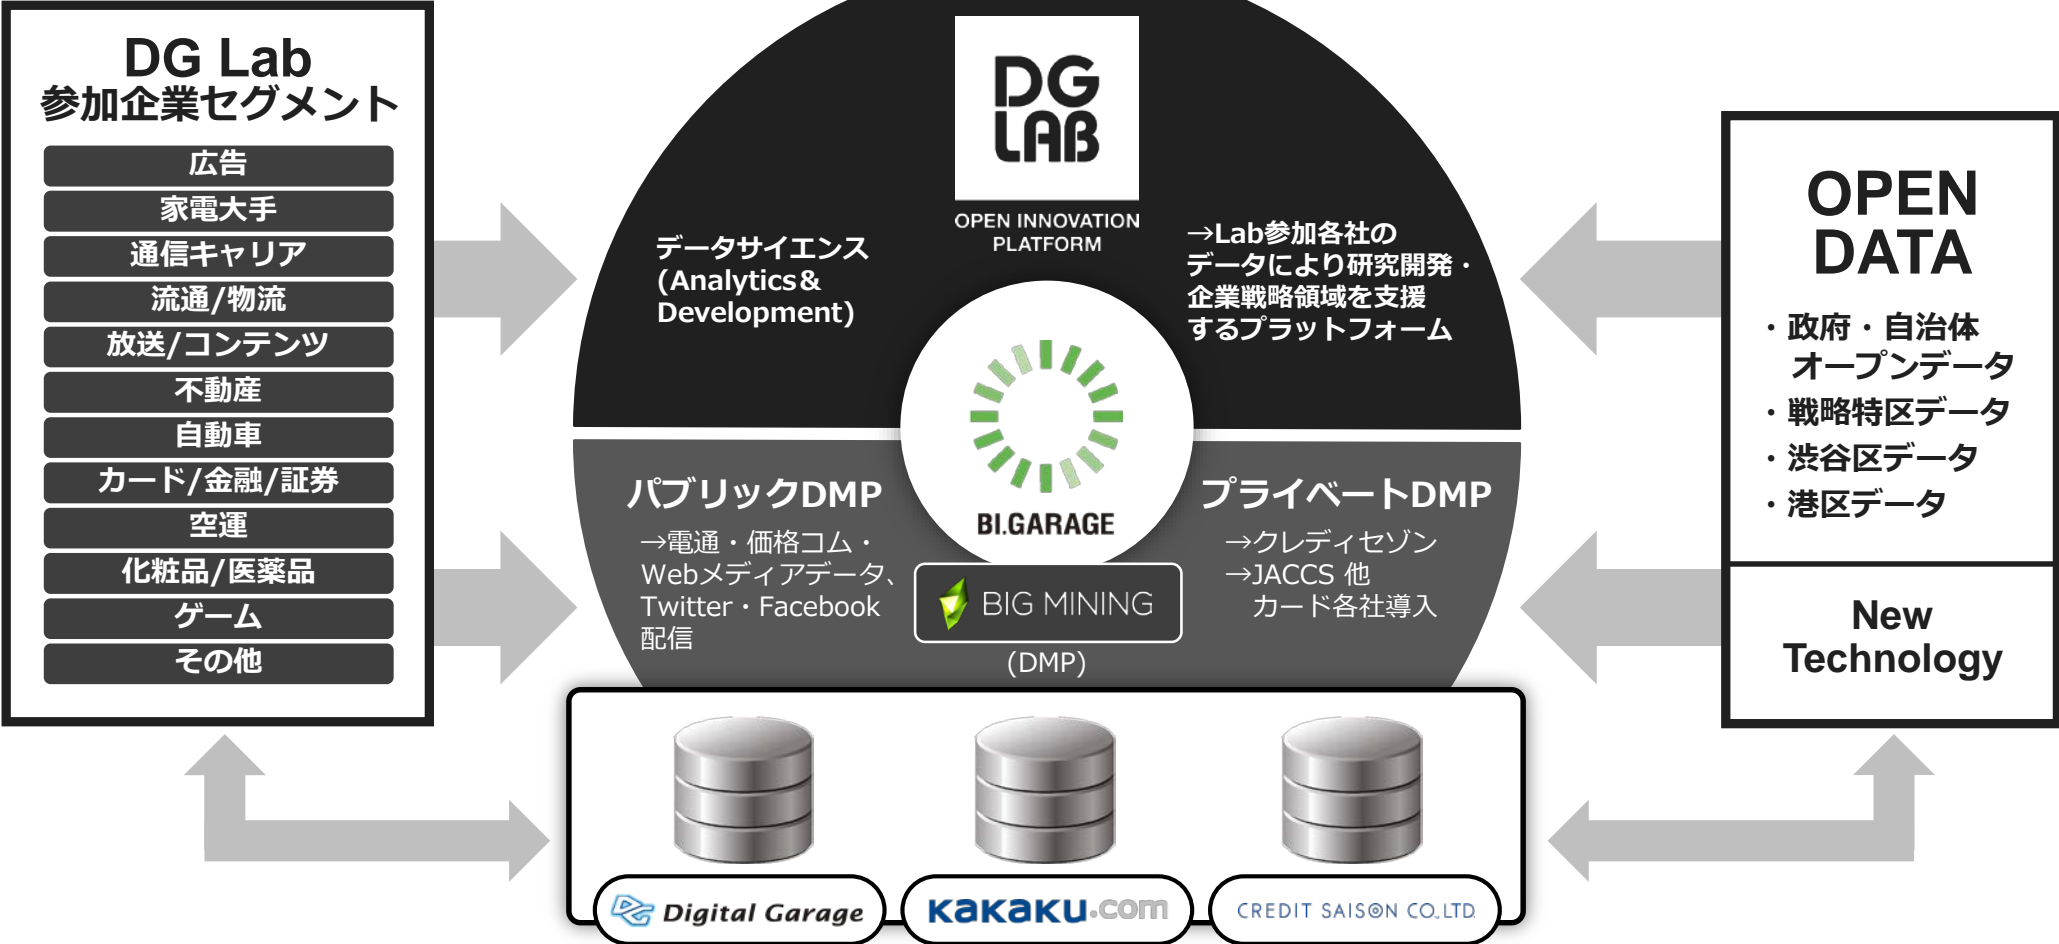 DG Lab
参加企業セグメント
広告
家電大手
通信キャリア
流通/物流
放送/コンテンツ
不動産
自動車
カード/金融/証券
空運
化粧品/医薬品
ゲーム
その他
DG
LAB
OPEN INNOVATION
PLATFORM
データサイエンス
(Analytics&
Development)
→Lab参加各社の
データにより研究開発・
企業戦略領域を支援
するプラットフォーム
BI.GARAGE
パブリックDMP
→電通・価格コム・
Webメディアデータ、
Twitter・Facebook
配信
BIG MINING
(DMP)
プライベートDMP
→クレディセゾン
→JACCS 他
カード各社導入
OPEN
DATA
・政府・自治体
オープンデータ
・戦略特区データ
・渋谷区データ
・港区データ
New
Technology
DG Digital Garage
KaKaKu.com
CREDIT SAISON CO.,LTD.